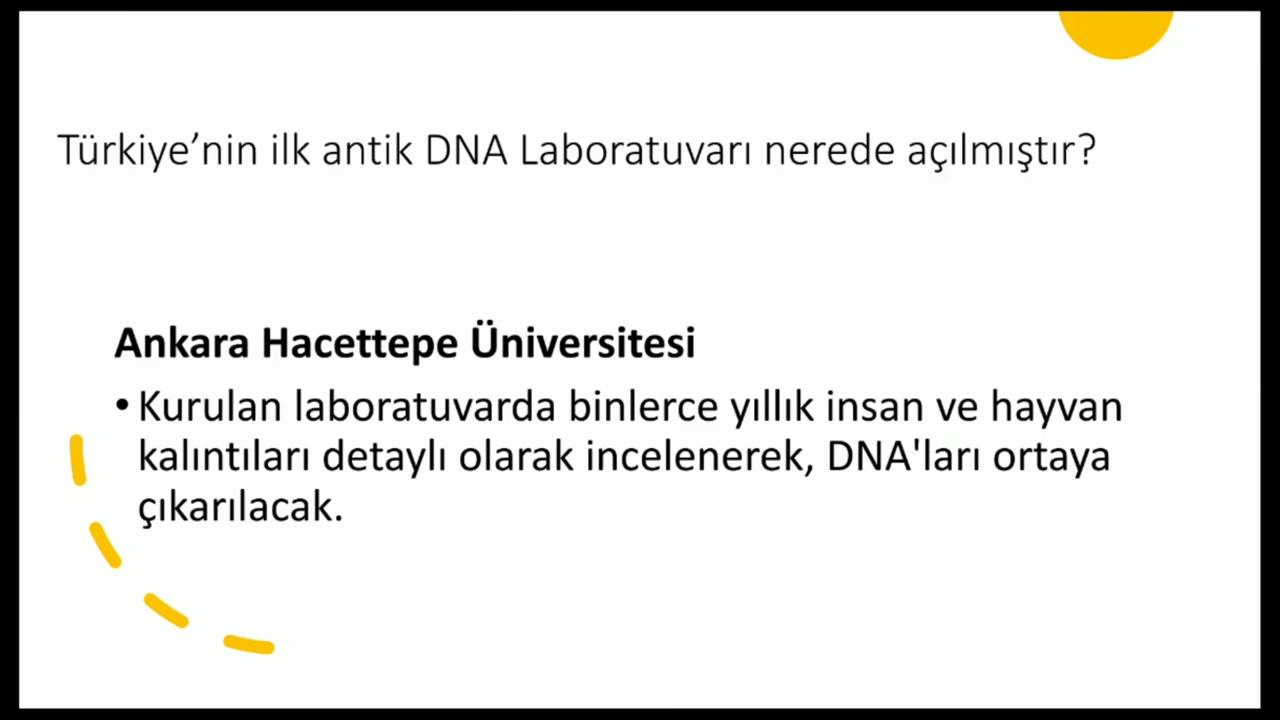 Türkiye’nin ilk antik DNA Laboratuvarı nerede açılmıştır?
Ankara Hacettepe Üniversitesi
• Kurulan laboratuvarda binlerce yıllık insan ve hayvan
kalıntıları detaylı olarak incelenerek, DNA'ları ortaya
çıkarılacak.